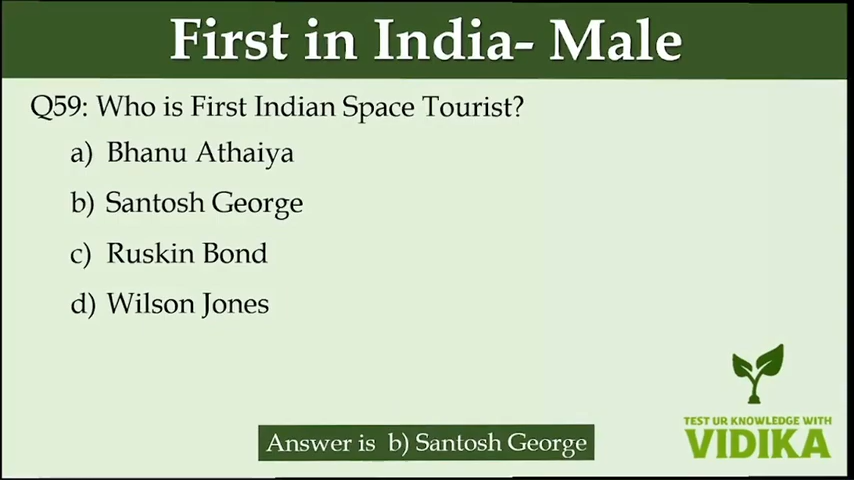 First in India- Male
Q59: Who is First Indian Space Tourist?
a) Bhanu Athaiya
b) Santosh George
c) Ruskin Bond
d) Wilson Jones
TEST UR KNOWLEDGE WITH
VIDIKA
Answer is b) Santosh George